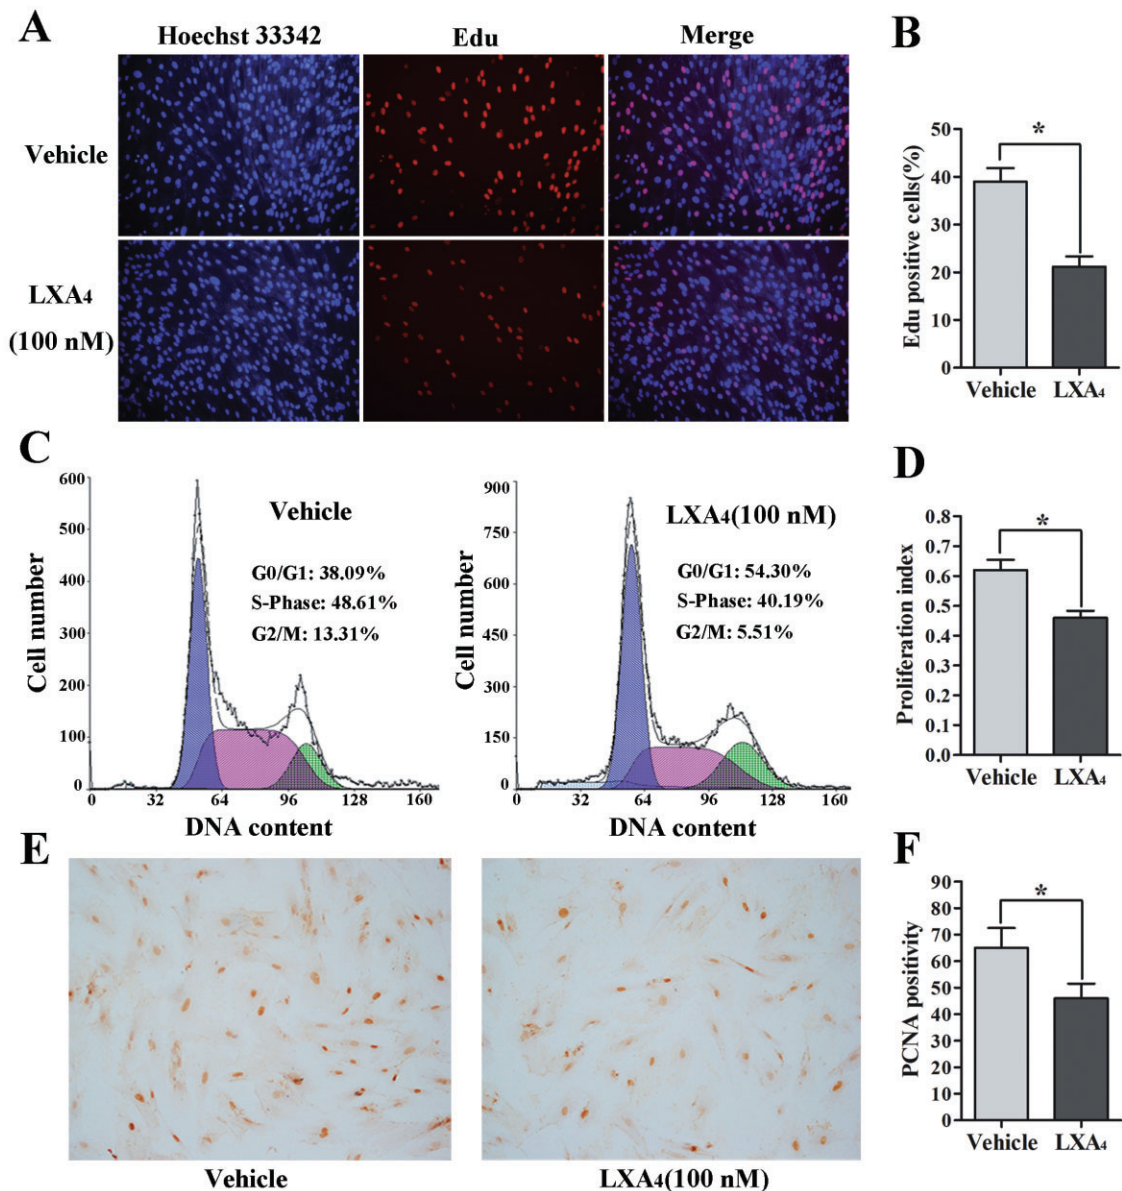 A
Hoechst 33342
Edu
Merge
Vehicle
LXA4
(100 nM)
B
Edu positive cells(%)
50
40
30
20
10
0
*
Vehicle
LXA4
C
Cell number
600
500
400
300
200
100
0
Vehicle
G0/G1: 38.09%
S-Phase: 48.61%
G2/M: 13.31%
0 32 64 96 128 160
DNA content
Cell number
900
750
600
450
300
150
0
LXA4(100 nM)
G0/G1: 54.30%
S-Phase: 40.19%
G2/M: 5.51%
0 32 64 96 128 160
DNA content
D
Proliferation index
0.8
0.7
0.6
0.5
0.4
0.3
0.2
0.1
0.0
*
Vehicle
LXA4
E
Vehicle
LXA4(100 nM)
F
PCNA positivity
90
80
70
60
50
40
30
20
10
0
*
Vehicle
LXA4